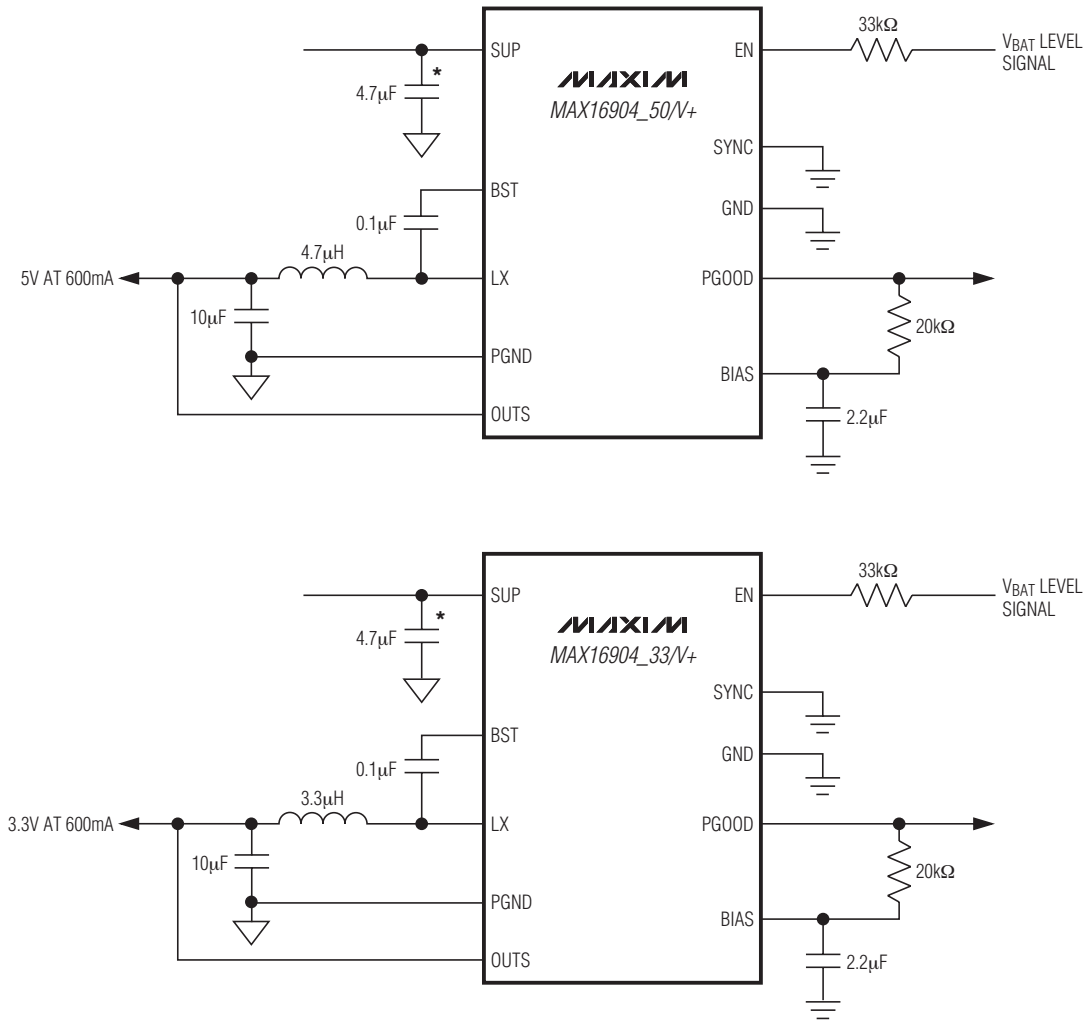 33kΩ
SUP
EN
V_BAT LEVEL
SIGNAL
*
MAXIM
4.7μF
MAX16904_50/V+
SYNC
BST
GND
0.1μF
4.7μH
5V AT 600mA
LX
PGOOD
10μF
20kΩ
PGND
BIAS
OUTS
2.2μF
33kΩ
SUP
EN
V_BAT LEVEL
SIGNAL
*
MAXIM
4.7μF
MAX16904_33/V+
SYNC
BST
GND
0.1μF
3.3μH
3.3V AT 600mA
LX
PGOOD
10μF
20kΩ
PGND
BIAS
OUTS
2.2μF